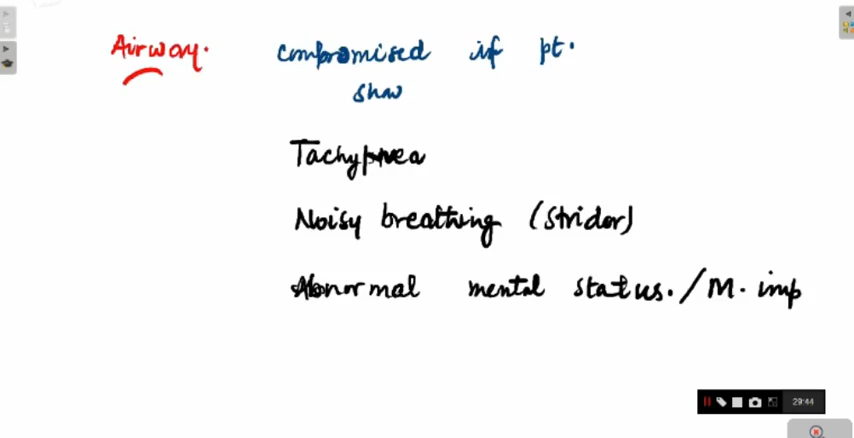 Airway. compromised if pt.
show
Tachypnea
Noisy breathing (stridor)
Abnormal mental status. / M. imp
29:44